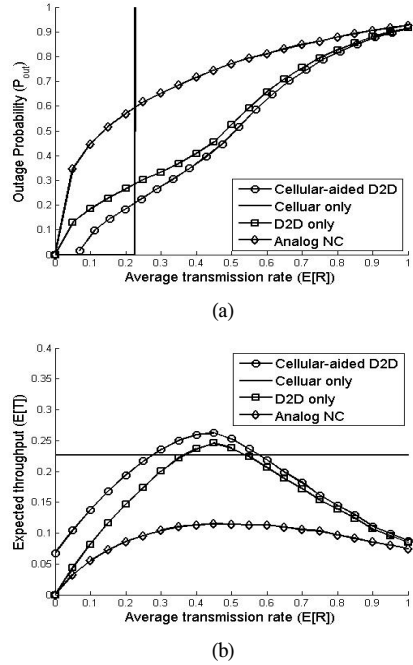 Outage Probability (Pout)
1
0.9
0.8
0.7
0.6
0.5
0.4
0.3
0.2
0.1
0
Cellular-aided D2D
Celluar only
D2D only
Analog NC
0 0.1 0.2 0.3 0.4 0.5 0.6 0.7 0.8 0.9 1
Average transmission rate (E[R])
(a)
Expected throughput (E[T])
0.4
0.35
0.3
0.25
0.2
0.15
0.1
0.05
0
Cellular-aided D2D
Celluar only
D2D only
Analog NC
0 0.1 0.2 0.3 0.4 0.5 0.6 0.7 0.8 0.9 1
Average transmission rate (E[R])
(b)